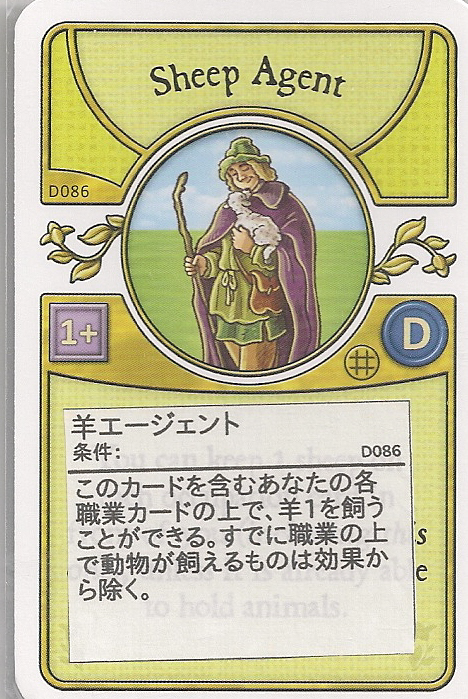 Sheep Agent
D086
1+
D
羊エージェント
条件:
D086
このカードを含むあなたの各
職業カードの上で、羊1を飼う
ことができる。すでに職業の上
で動物が飼えるものは効果か
ら除く。
to hold animals.